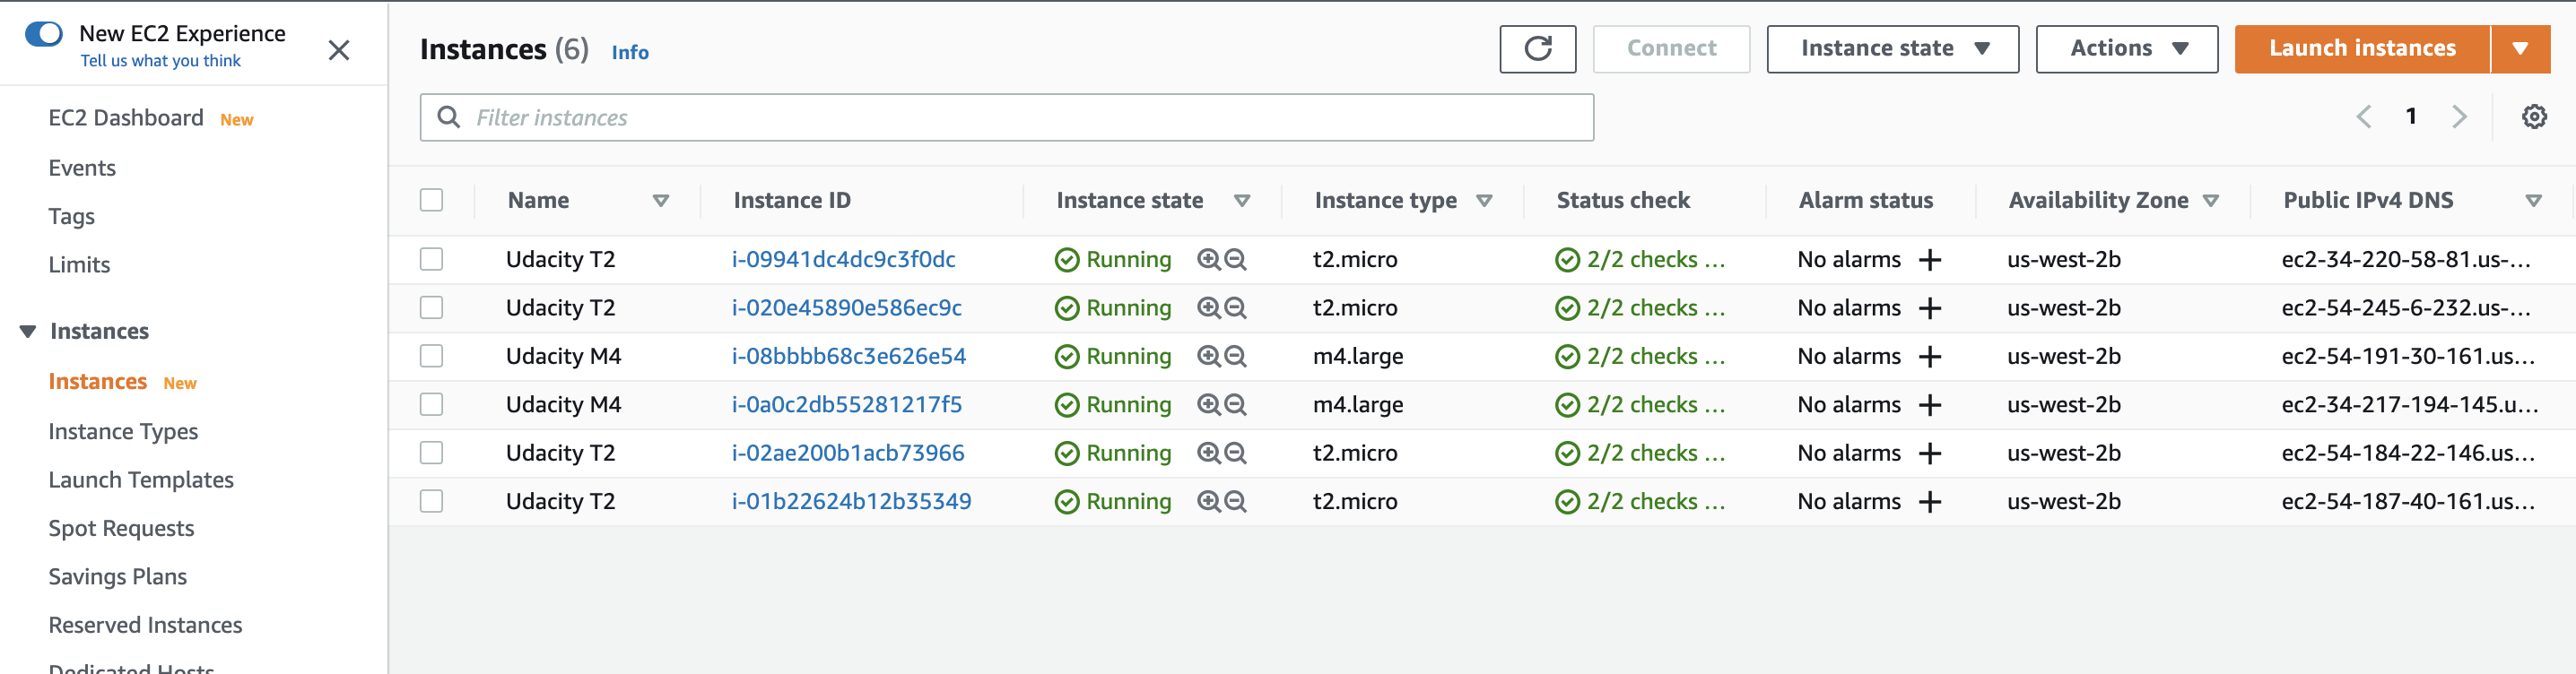 New EC2 Experience
Tell us what you think
EC2 Dashboard New
Events
Tags
Limits
Instances
Instances New
Instance Types
Launch Templates
Spot Requests
Savings Plans
Reserved Instances
Dedicated Hosts
Instances (6) Info
Connect
Instance state
Actions
Launch instances
Filter instances
1
Name Instance ID Instance state Instance type Status check Alarm status Availability Zone Public IPv4 DNS
Udacity T2 i-09941dc4dc9c3f0dc Running t2.micro 2/2 checks ... No alarms + us-west-2b ec2-34-220-58-81.us-...
Udacity T2 i-020e45890e586ec9c Running t2.micro 2/2 checks ... No alarms + us-west-2b ec2-54-245-6-232.us-...
Udacity M4 i-08bbbb68c3e626e54 Running m4.large 2/2 checks ... No alarms + us-west-2b ec2-54-191-30-161.us...
Udacity M4 i-0a0c2db55281217f5 Running m4.large 2/2 checks ... No alarms + us-west-2b ec2-34-217-194-145.u...
Udacity T2 i-02ae200b1acb73966 Running t2.micro 2/2 checks ... No alarms + us-west-2b ec2-54-184-22-146.us...
Udacity T2 i-01b22624b12b35349 Running t2.micro 2/2 checks ... No alarms + us-west-2b ec2-54-187-40-161.us...